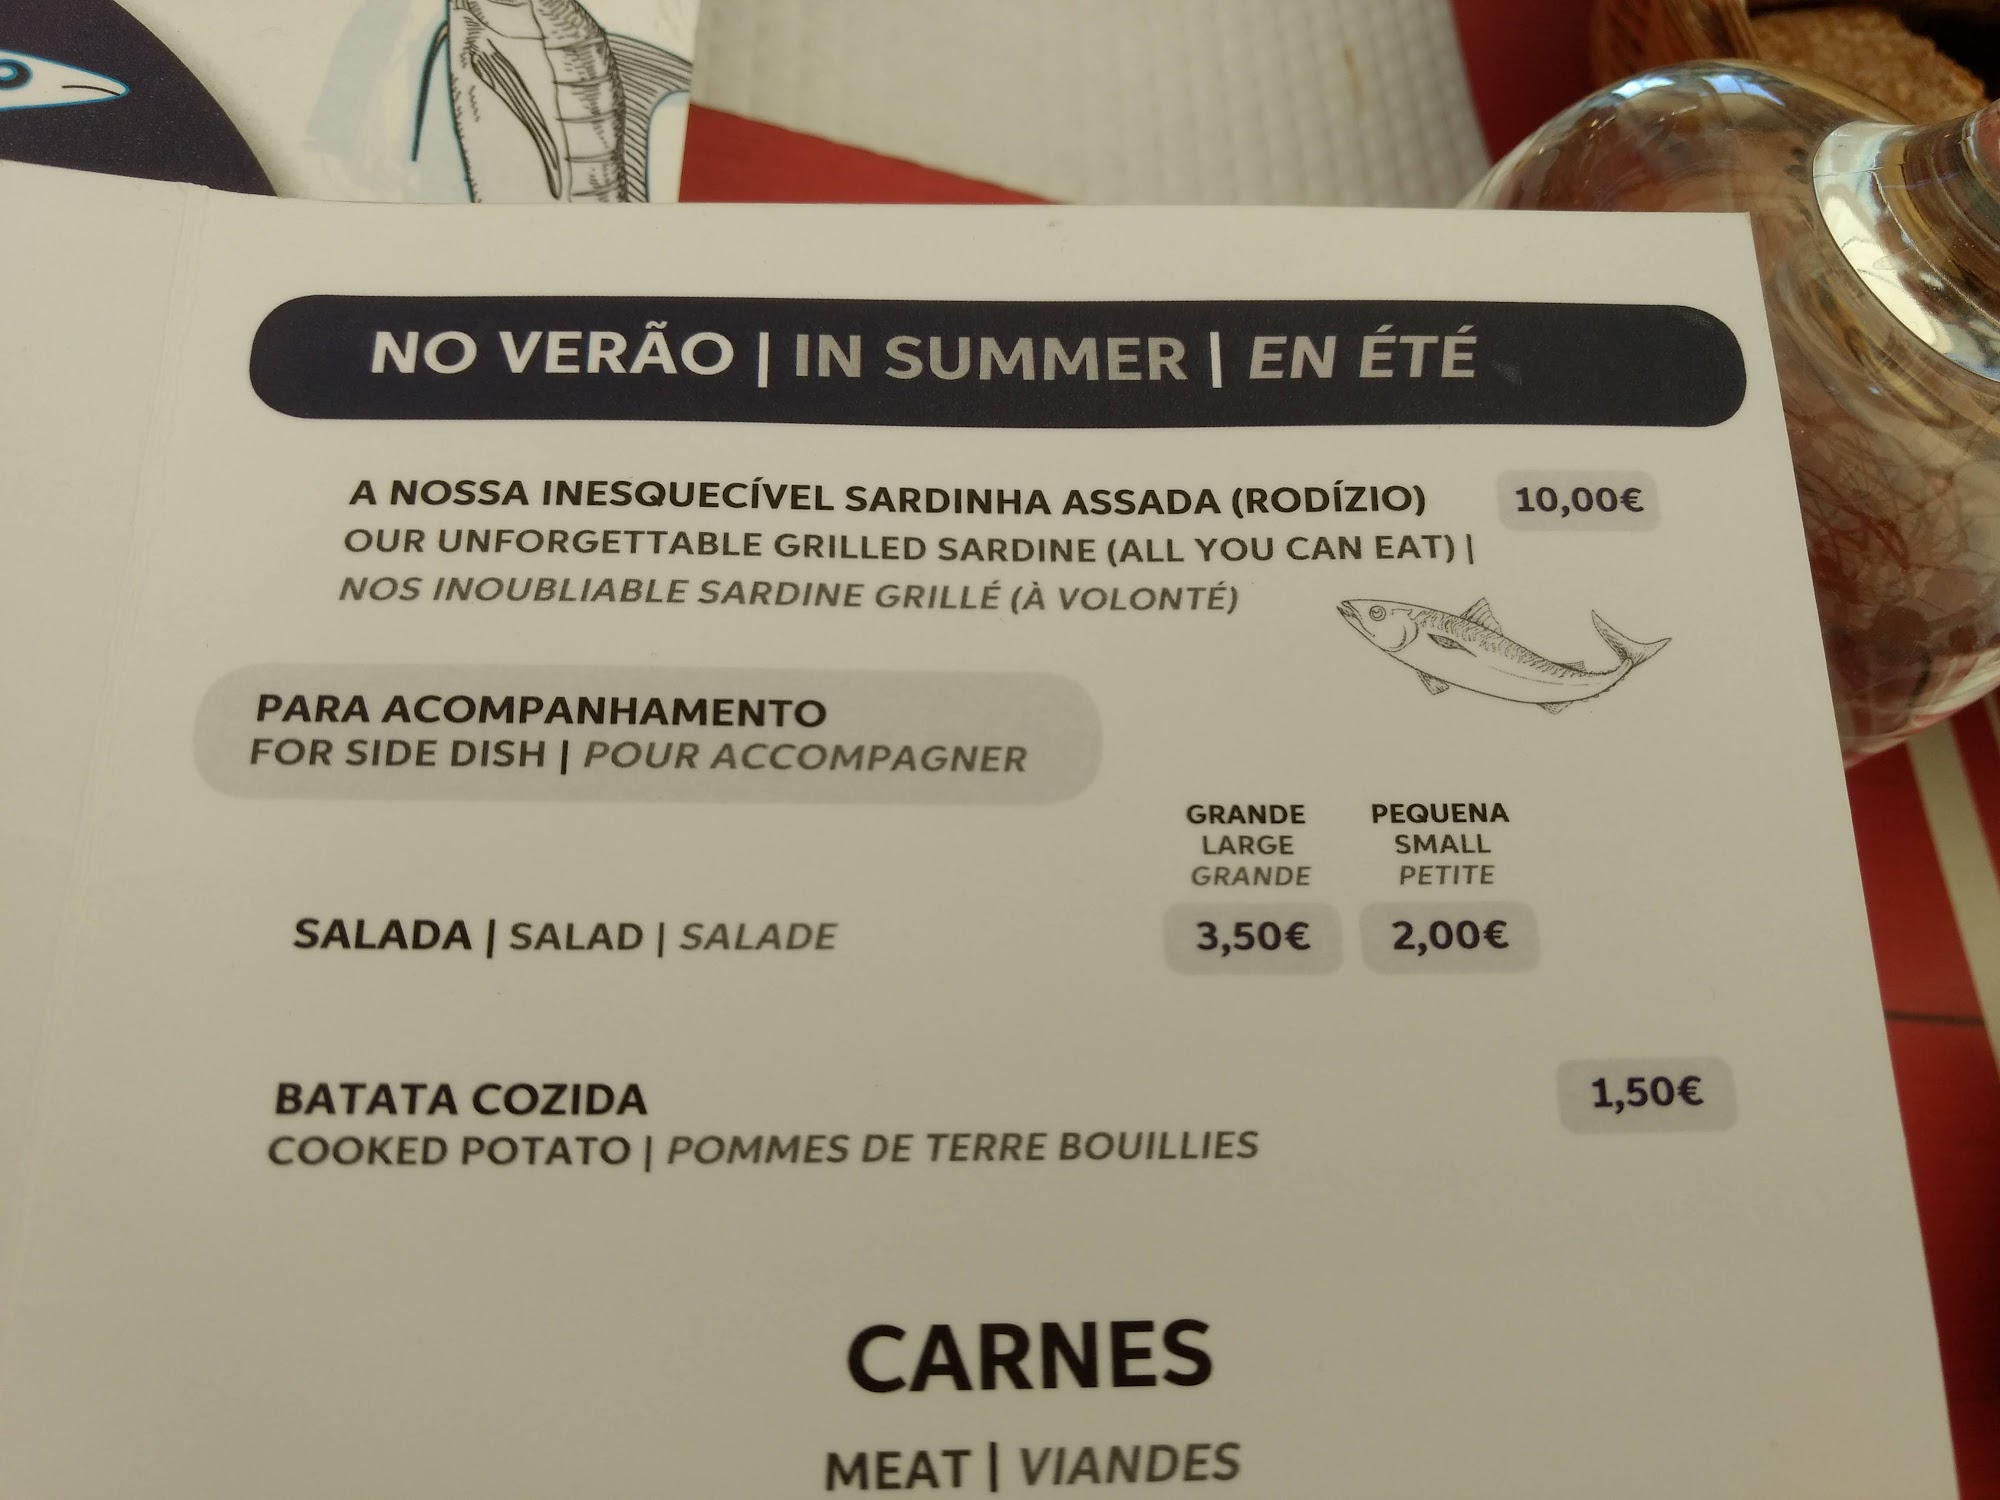 NO VERÃO | IN SUMMER | EN ÉTÉ
A NOSSA INESQUECÍVEL SARDINHA ASSADA (RODÍZIO) 10,00€
OUR UNFORGETTABLE GRILLED SARDINE (ALL YOU CAN EAT) |
NOS INOUBLIABLE SARDINE GRILLÉ (À VOLONTÉ)
PARA ACOMPANHAMENTO
FOR SIDE DISH | POUR ACCOMPAGNER
GRANDE PEQUENA
LARGE SMALL
GRANDE PETITE
SALADA | SALAD | SALADE 3,50€ 2,00€
BATATA COZIDA 1,50€
COOKED POTATO | POMMES DE TERRE BOUILLIES
CARNES
MEAT | VIANDES